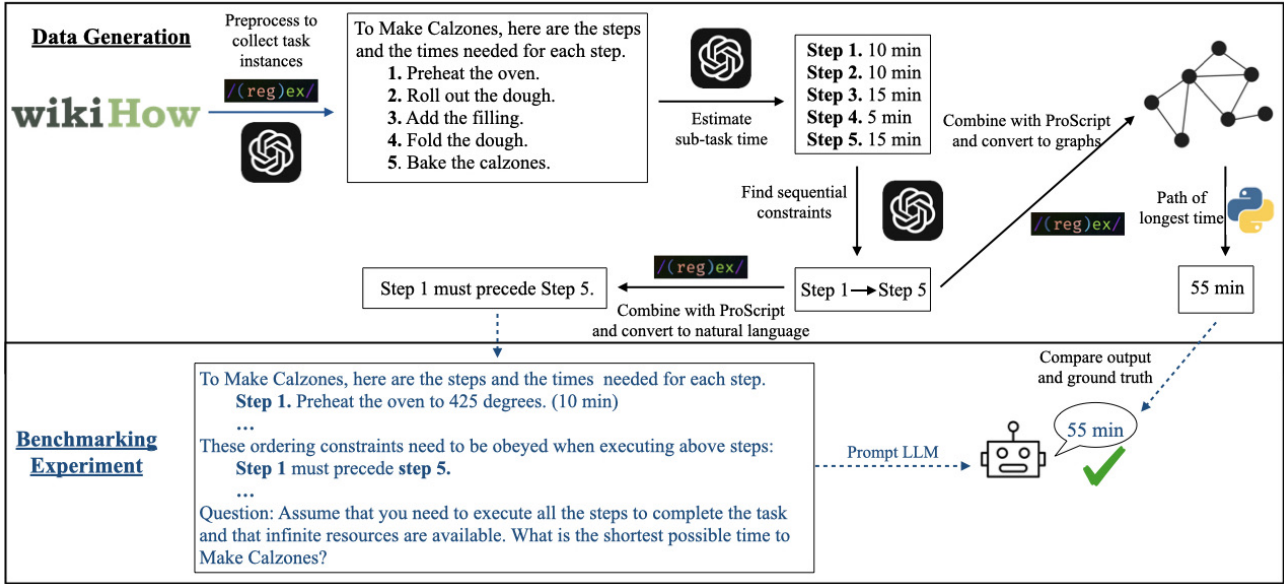 Data Generation
wikiHow
Preprocess to
collect task
instances
/(reg)ex/
To Make Calzones, here are the steps
and the times needed for each step.
1. Preheat the oven.
2. Roll out the dough.
3. Add the filling.
4. Fold the dough.
5. Bake the calzones.
Estimate
sub-task time
Step 1. 10 min
Step 2. 10 min
Step 3. 15 min
Step 4. 5 min
Step 5. 15 min
Combine with ProScript
and convert to graphs
Find sequential
constraints
/(reg)ex/
Path of
longest time
/(reg)ex/
Step 1 must precede Step 5.
Combine with ProScript
and convert to natural language
Step 1 → Step 5
55 min
Benchmarking
Experiment
To Make Calzones, here are the steps and the times needed for each step.
Step 1. Preheat the oven to 425 degrees. (10 min)
...
These ordering constraints need to be obeyed when executing above steps:
Step 1 must precede step 5.
...
Question: Assume that you need to execute all the steps to complete the task
and that infinite resources are available. What is the shortest possible time to
Make Calzones?
Prompt LLM
Compare output
and ground truth
55 min